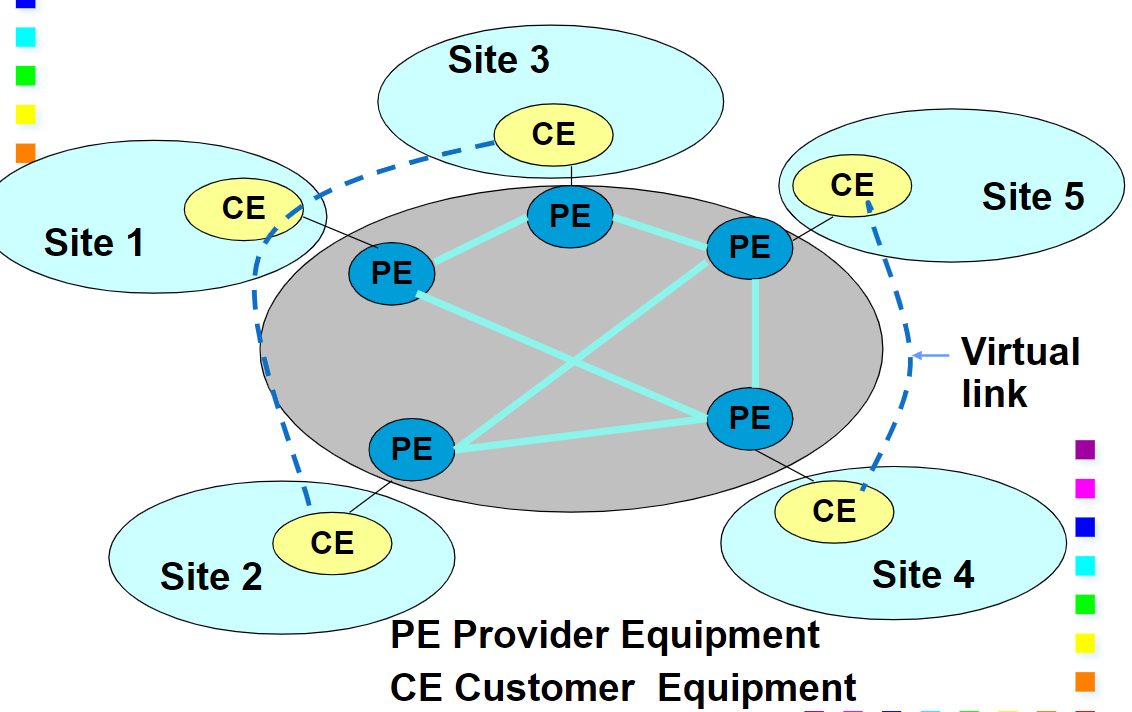 Site 3
CE
CE
Site 5
CE
Site 1
PE
PE
PE
Virtual
link
PE
PE
CE
CE
Site 2
Site 4
PE Provider Equipment
CE Customer  Equipment